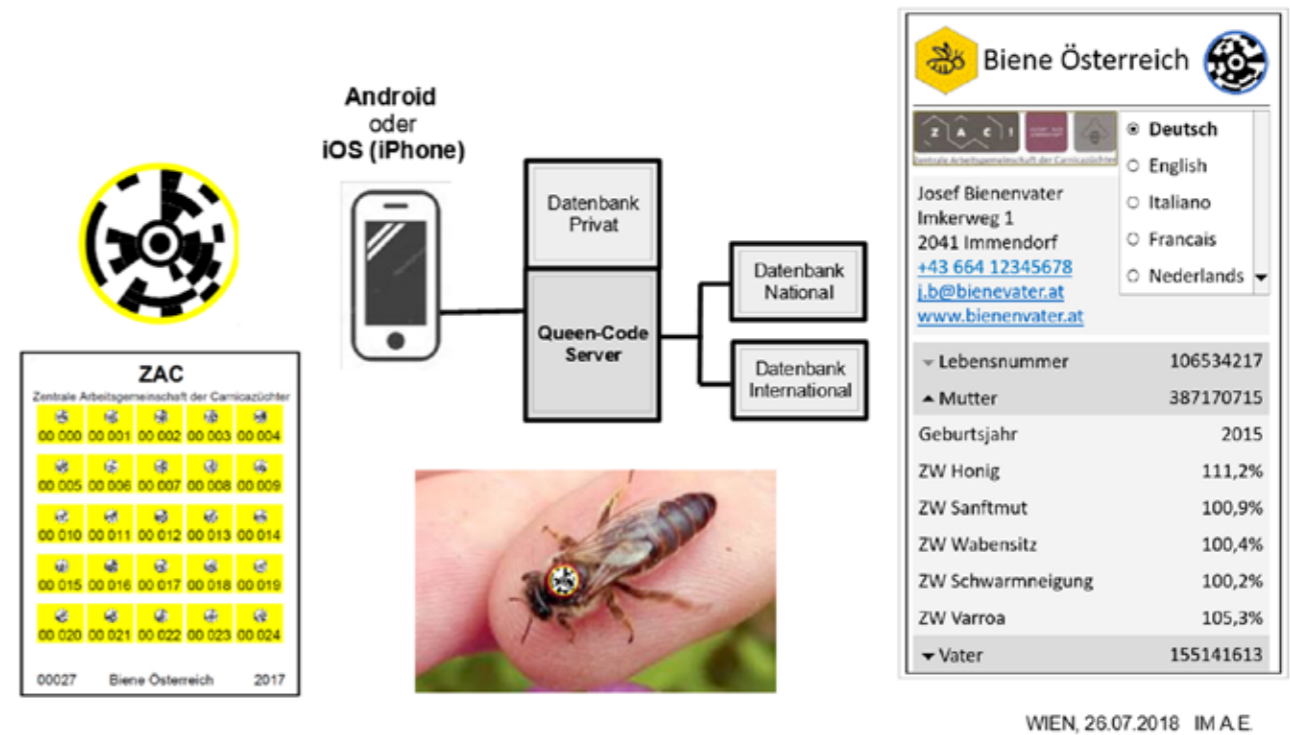 Android
oder
iOS (iPhone)
Datenbank
Privat
Queen-Code
Server
Datenbank
National
Datenbank
International
ZAC
Zentrale Arbeitsgemeinschaft der Carnicazüchter
00 000 00 001 00 002 00 003 00 004
00 005 00 006 00 007 00 008 00 009
00 010 00 011 00 012 00 013 00 014
00 015 00 016 00 017 00 018 00 019
00 020 00 021 00 022 00 023 00 024
00027 Biene Österreich 2017
Biene Österreich
Z A C !
Zentrale Arbeitsgemeinschaft der Carnicazüchter
Deutsch
English
Italiano
Francais
Nederlands
Josef Bienenvater
Imkerweg 1
2041 Immendorf
+43 664 12345678
j.b@bienevater.at
www.bienenvater.at
Lebensnummer 106534217
Mutter 387170715
Geburtsjahr 2015
ZW Honig 111,2%
ZW Sanftmut 100,9%
ZW Wabensitz 100,4%
ZW Schwarmneigung 100,2%
ZW Varroa 105,3%
Vater 155141613
WIEN, 26.07.2018 IM A.E.